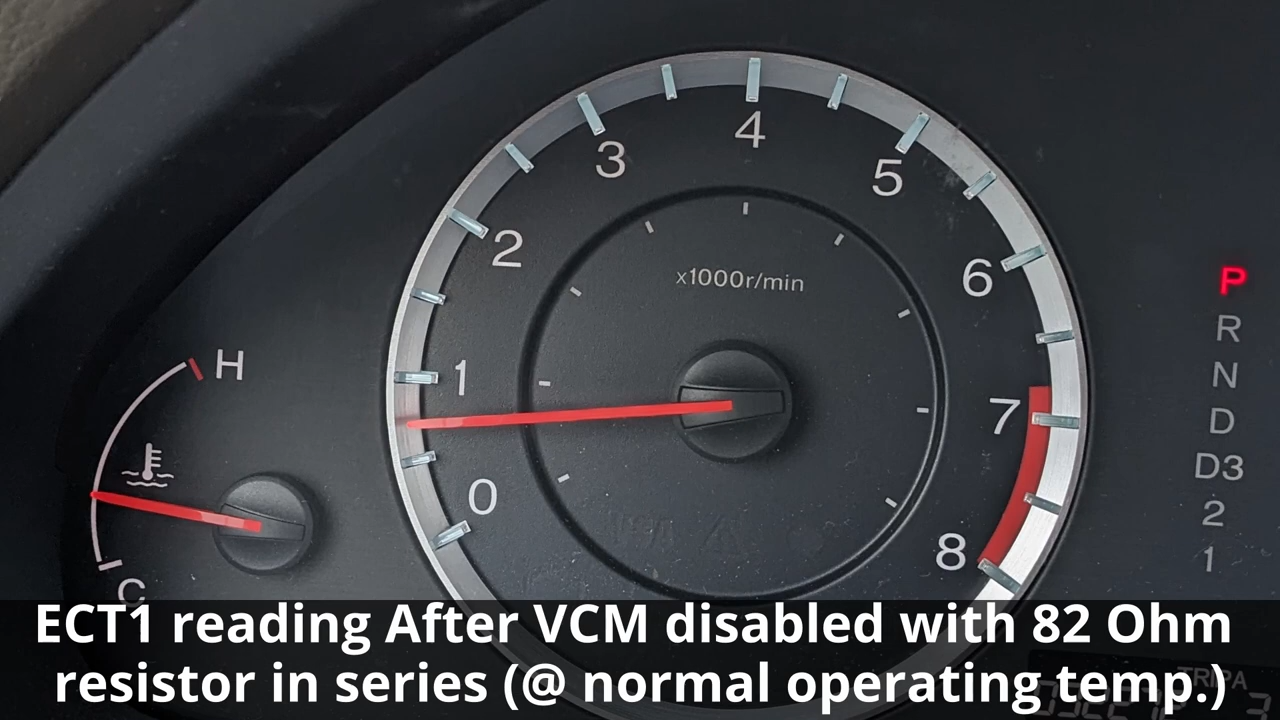 4
3
5
2
6
x1000r/min
P
R
H
1
N
7
D
D3
0
2
8
1
C
ECT1 reading After VCM disabled with 82 Ohm
resistor in series (@ normal operating temp.)
TRIPA